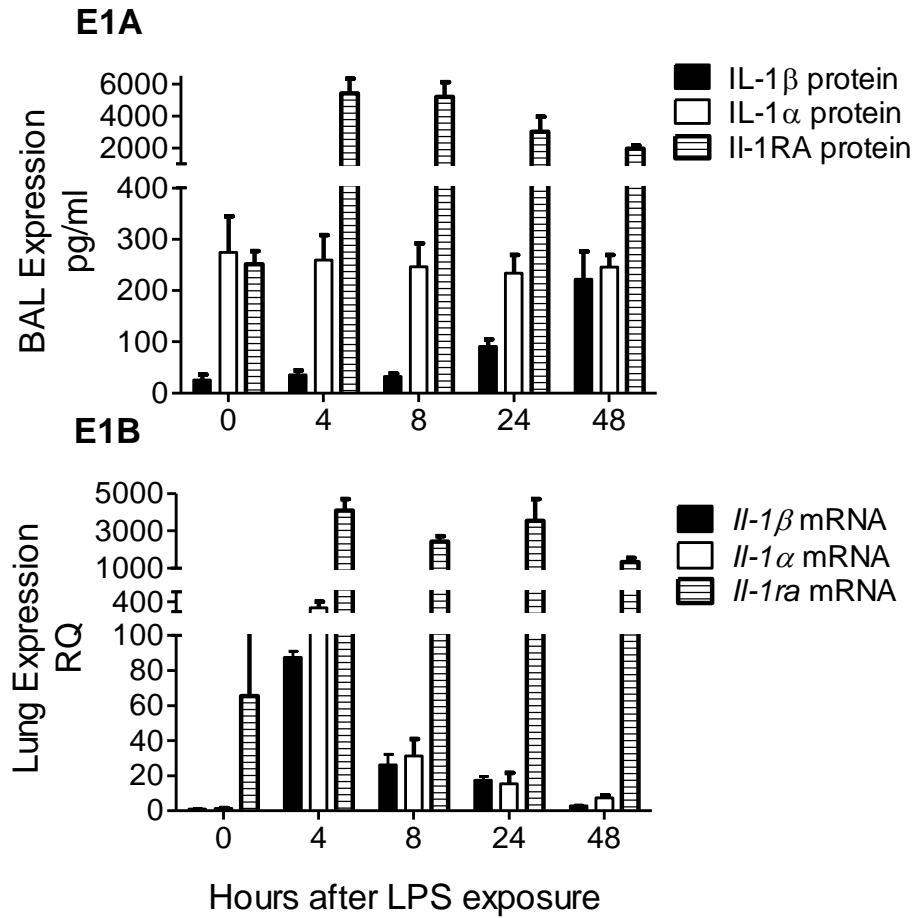 E1A
BAL Expression
pg/ml
6000
4000
2000
400
300
200
100
0
0 4 8 24 48
IL-1β protein
IL-1α protein
Il-1RA protein
E1B
Lung Expression
RQ
5000
3000
1000
400
200
100
80
60
40
20
0
0 4 8 24 48
Il-1β mRNA
Il-1α mRNA
Il-1ra mRNA
Hours after LPS exposure